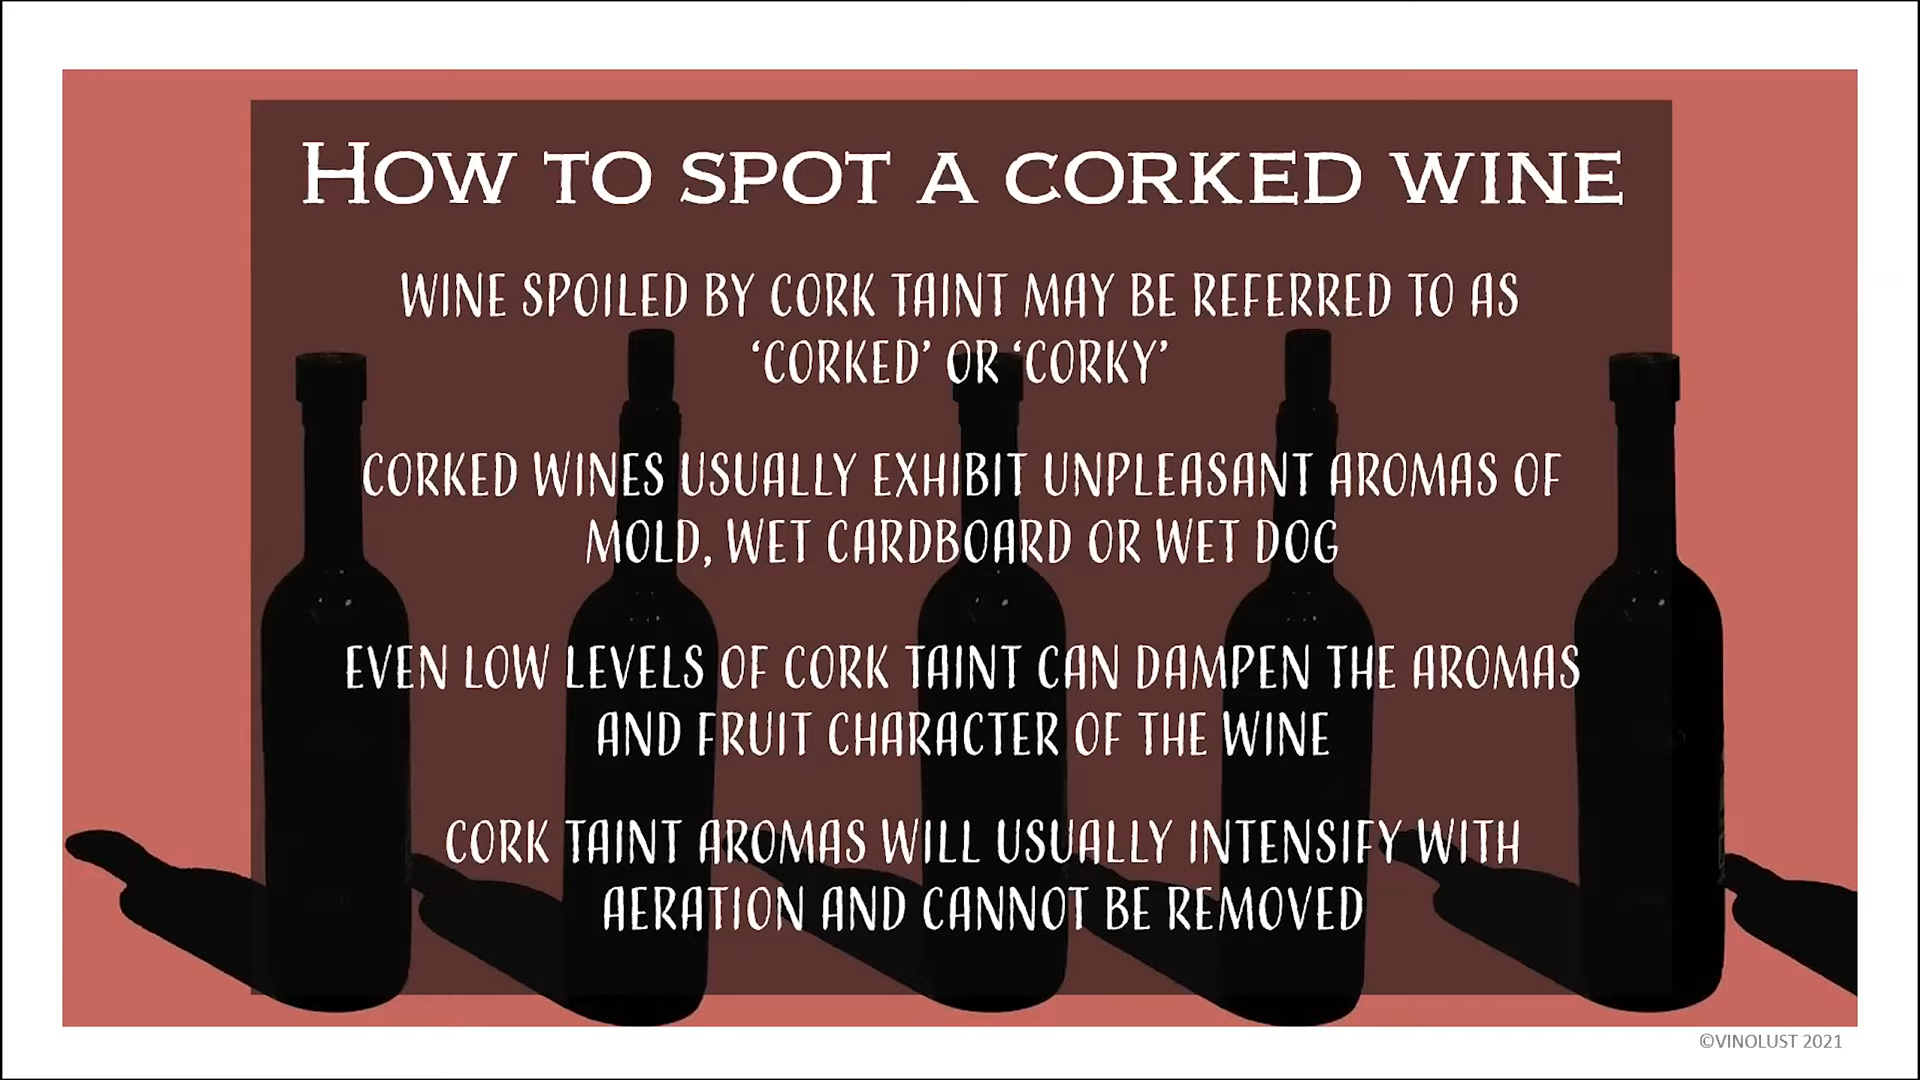 How to spot a corked wine
WINE SPOILED BY CORK TAINT MAY BE REFERRED TO AS
‘CORKED’ OR ‘CORKY’
CORKED WINES USUALLY EXHIBIT UNPLEASANT AROMAS OF
MOLD, WET CARDBOARD OR WET DOG
EVEN LOW LEVELS OF CORK TAINT CAN DAMPEN THE AROMAS
AND FRUIT CHARACTER OF THE WINE
CORK TAINT AROMAS WILL USUALLY INTENSIFY WITH
AERATION AND CANNOT BE REMOVED
©VINOLUST 2021